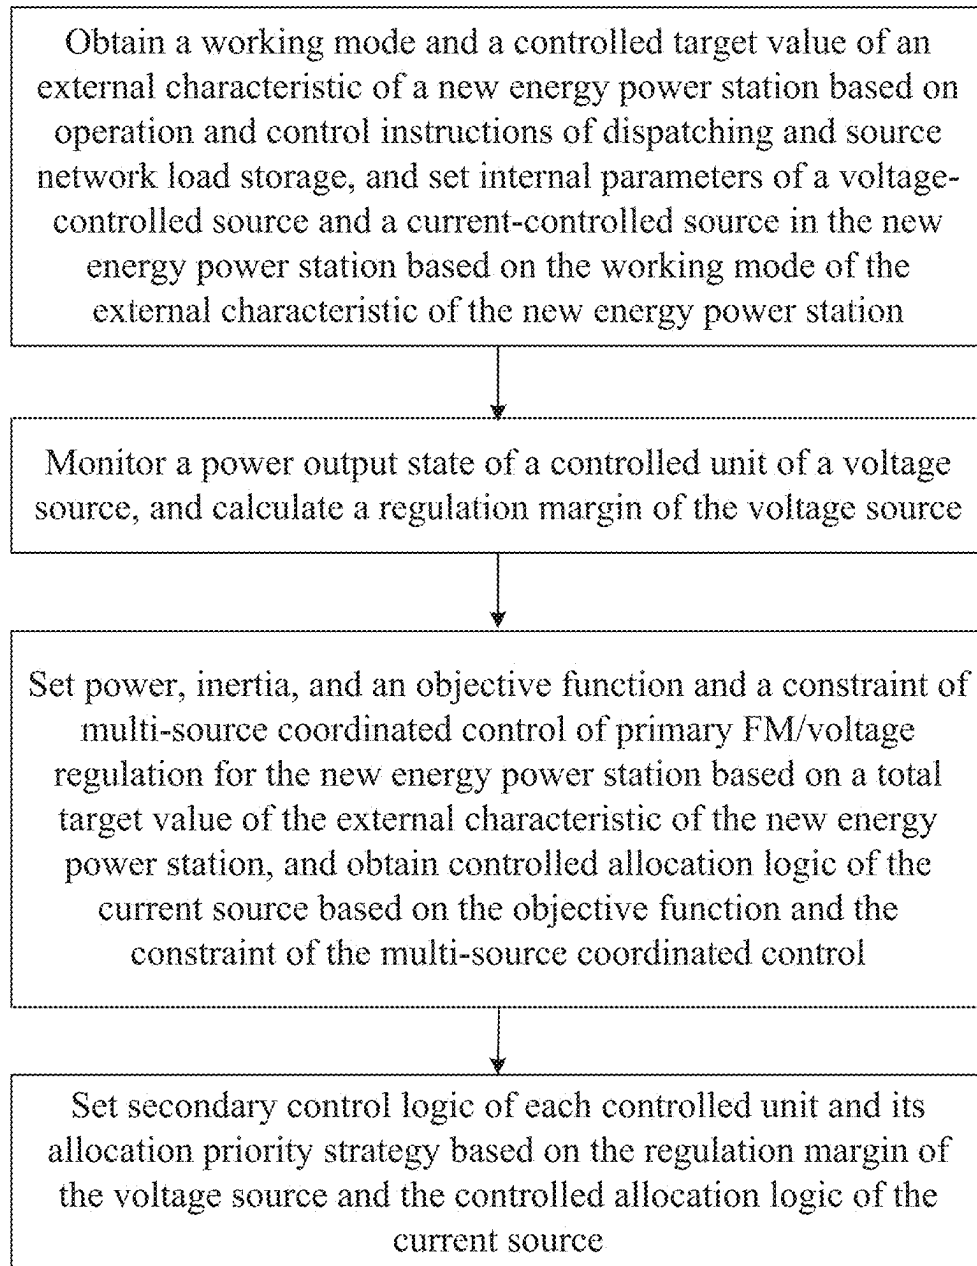 Obtain a working mode and a controlled target value of an
external characteristic of a new energy power station based on
operation and control instructions of dispatching and source
network load storage, and set internal parameters of a voltage-
controlled source and a current-controlled source in the new
energy power station based on the working mode of the
external characteristic of the new energy power station
Monitor a power output state of a controlled unit of a voltage
source, and calculate a regulation margin of the voltage source
Set power, inertia, and an objective function and a constraint of
multi-source coordinated control of primary FM/voltage
regulation for the new energy power station based on a total
target value of the external characteristic of the new energy
power station, and obtain controlled allocation logic of the
current source based on the objective function and the
constraint of the multi-source coordinated control
Set secondary control logic of each controlled unit and its
allocation priority strategy based on the regulation margin of
the voltage source and the controlled allocation logic of the
current source